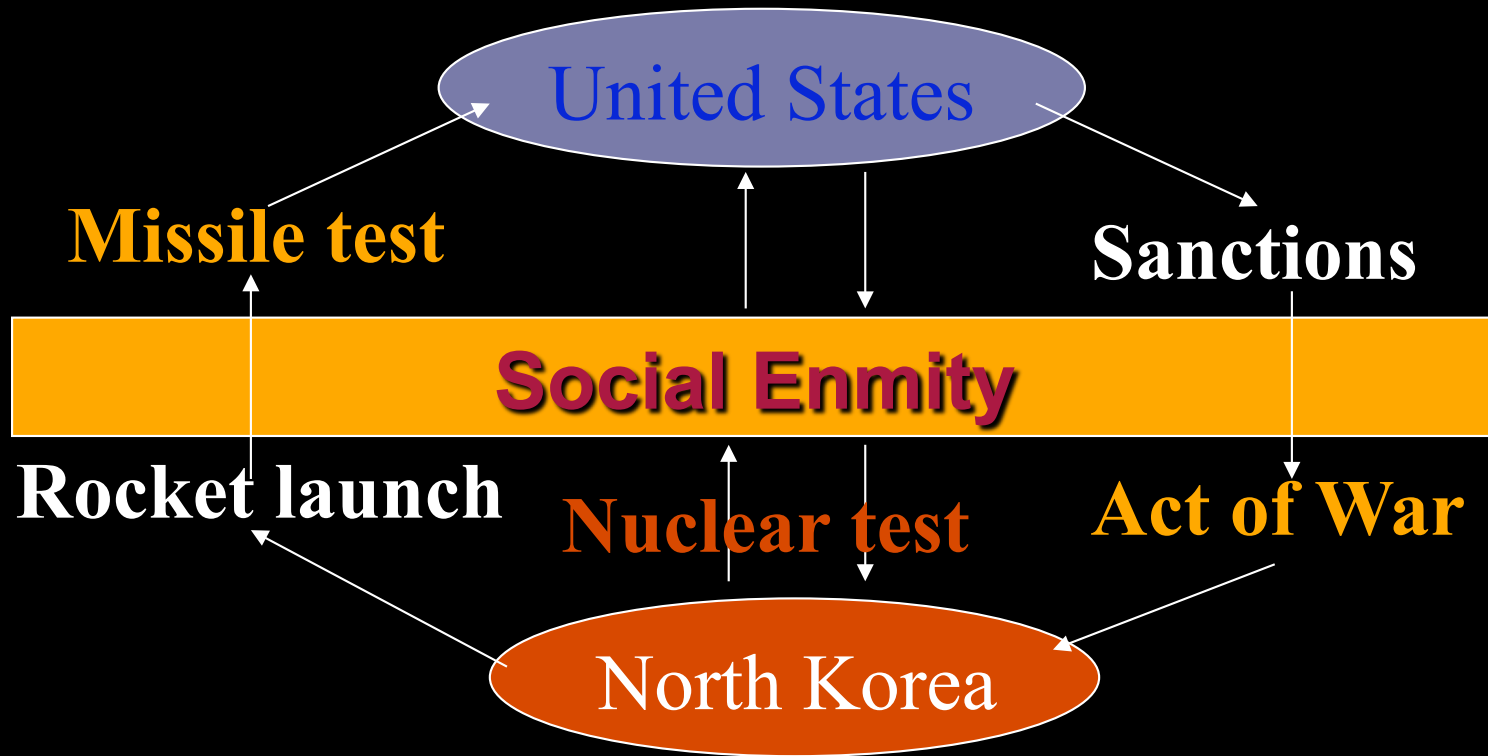 United States
Missile test
Sanctions
Social Enmity
Rocket launch
Nuclear test
Act of War
North Korea